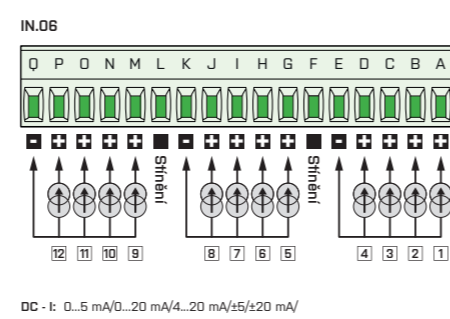 IN.06
Q P O N M L K J I H G F E D C B A
- + + + + Stínění - + + + + Stínění - + + + +
12 11 10 9 8 7 6 5 4 3 2 1
DC - I: 0...5 mA/0...20 mA/4...20 mA/±5/±20 mA/